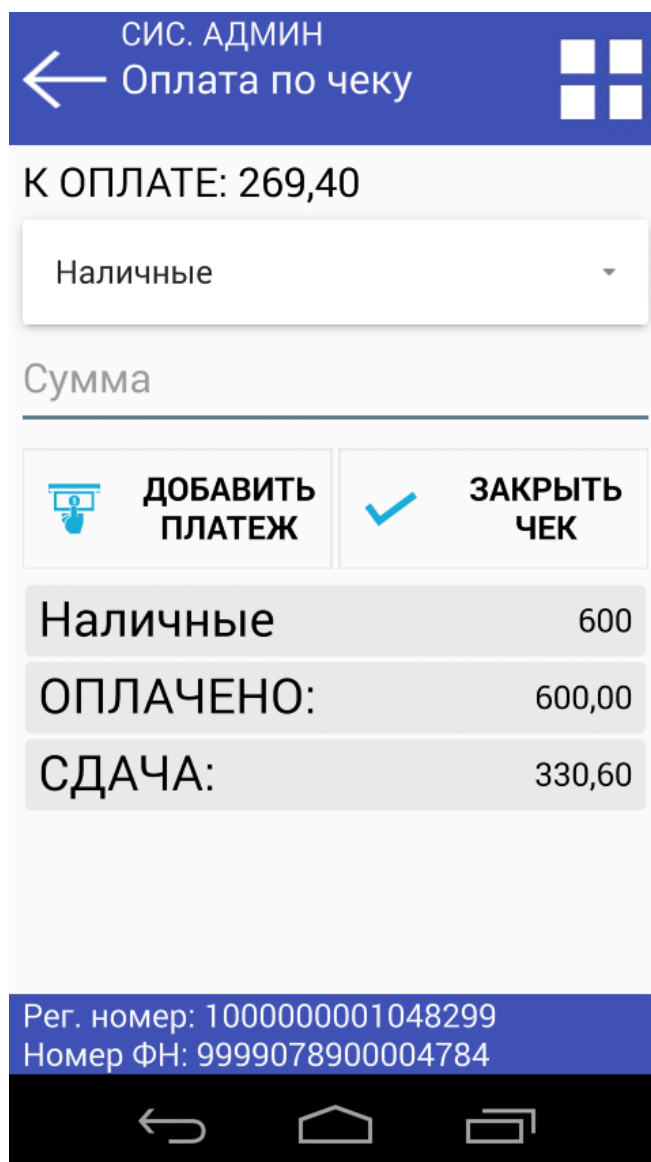 СИС. АДМИН
Оплата по чеку
К ОПЛАТЕ: 269,40
Наличные
Сумма
ДОБАВИТЬ
ПЛАТЕЖ
ЗАКРЫТЬ
ЧЕК
Наличные 600
ОПЛАЧЕНО: 600,00
СДАЧА: 330,60
Рег. номер: 1000000001048299
Номер ФН: 9999078900004784